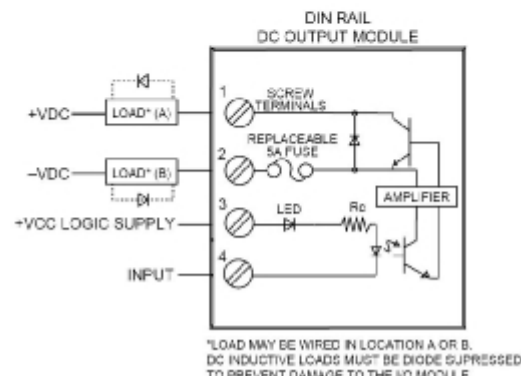 DIN RAIL
DC OUTPUT MODULE
1
SCREW
TERMINALS
+VDC
LOAD* (A)
REPLACEABLE
5A FUSE
2
–VDC
LOAD* (B)
AMPLIFIER
3
+VCC LOGIC SUPPLY
LED
Rc
4
INPUT
*LOAD MAY BE WIRED IN LOCATION A OR B.
DC INDUCTIVE LOADS MUST BE DIODE SUPRESSED
TO PREVENT DAMAGE TO THE I/O MODULE